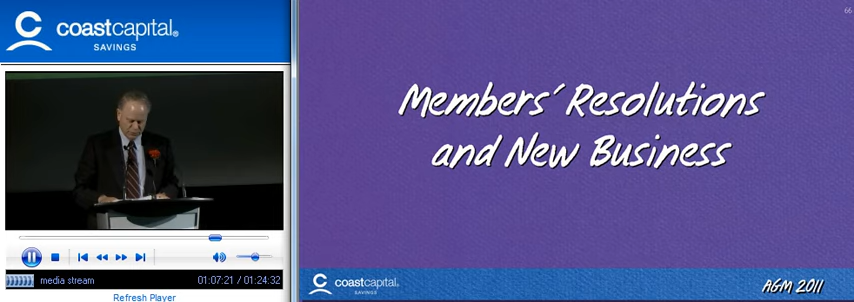 coastcapital®
SAVINGS
media stream
01:07:21 / 01:24:32
Refresh Player
66
Members' Resolutions
and New Business
coastcapital®
SAVINGS
AGM 2011